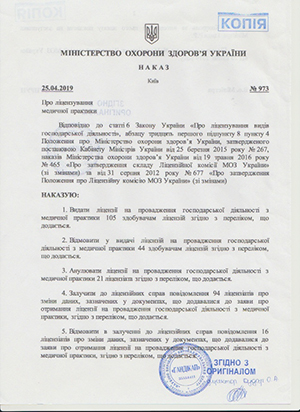 КОПІЯ
МІНІСТЕРСТВО ОХОРОНИ ЗДОРОВ'Я УКРАЇНИ
НАКАЗ
Київ
25.04.2019 № 973
Про ліцензування
медичної практики
Відповідно до статті 6 Закону України «Про ліцензування видів
господарської діяльності», абзацу тридцять першого підпункту 8 пункту 4
Положення про Міністерство охорони здоров'я України, затвердженого
постановою Кабінету Міністрів України від 25 березня 2015 року № 267,
наказів Міністерства охорони здоров'я України від 19 травня 2016 року
№ 465 «Про затвердження складу Ліцензійної комісії МОЗ України»
(зі змінами) та від 31 серпня 2012 року № 677 «Про затвердження
Положення про Ліцензійну комісію МОЗ України» (зі змінами)
НАКАЗУЮ:
1. Видати ліцензії на провадження господарської діяльності з
медичної практики 105 здобувачам ліцензій згідно з переліком, що
додається.
2. Відмовити у видачі ліцензій на провадження господарської
діяльності з медичної практики 44 здобувачам ліцензій згідно з переліком,
що додається.
3. Анулювати ліцензії на провадження господарської діяльності з
медичної практики 21 ліцензіатів згідно з переліком, що додається.
4. Залучити до ліцензійних справ повідомлення 94 ліцензіатів про
зміни даних, зазначених у документах, що додавалися до заяви про
отримання ліцензії на провадження господарської діяльності з медичної
практики, згідно з переліком, що додається.
5. Відмовити в залученні до ліцензійних справ повідомлення 16
ліцензіатів про зміни даних, зазначених у документах, що додавалися до
заяви про отримання ліцензії на провадження господарської діяльності з
медичної практики, згідно з переліком, що додається.
ЗГІДНО З
ОРИГІНАЛОМ